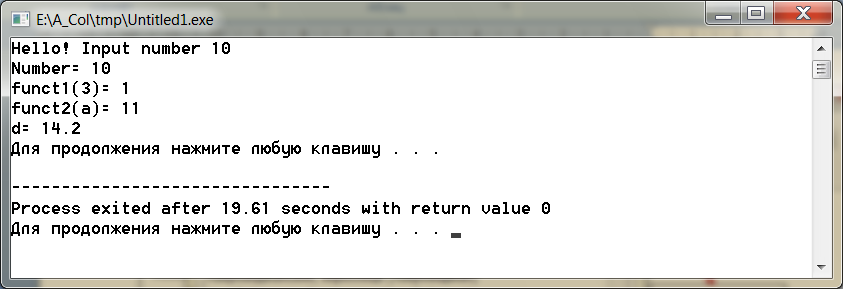 E:\A_Col\tmp\Untitled1.exe
Hello! Input number 10
Number= 10
funct1(3)= 1
funct2(a)= 11
d= 14.2
Для продолжения нажмите любую клавишу . . .
--------------------------------
Process exited after 19.61 seconds with return value 0
Для продолжения нажмите любую клавишу . . .